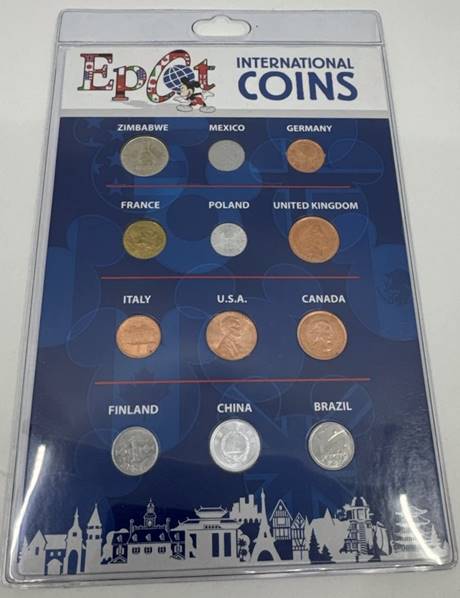 Epcot
INTERNATIONAL
COINS
ZIMBABWE MEXICO GERMANY
FRANCE POLAND UNITED KINGDOM
ITALY U.S.A. CANADA
FINLAND CHINA BRAZIL